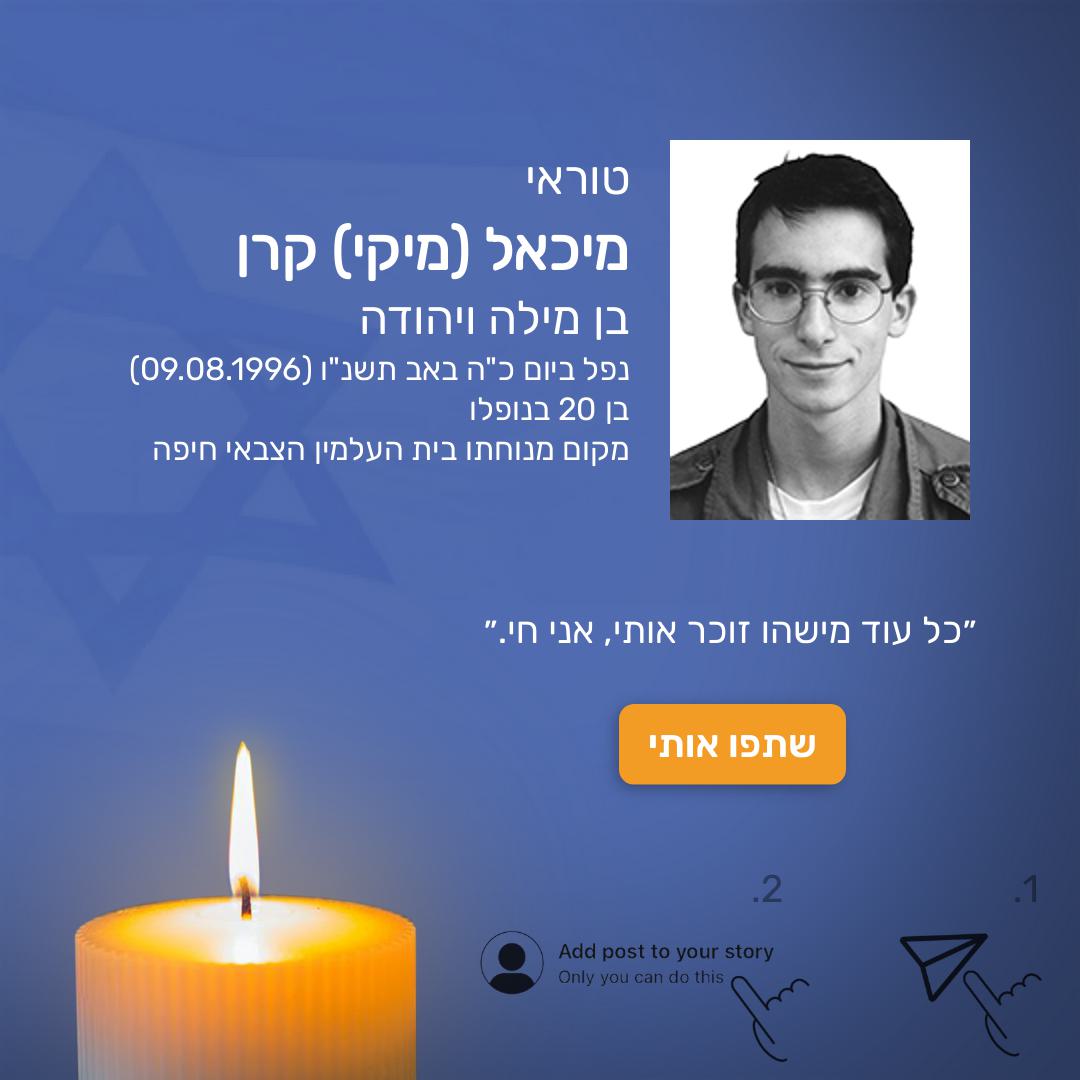 טוראי
מיכאל (מיקי) קרן
בן מילה ויהודה
נפל ביום כ"ה באב תשנ"ו (09.08.1996)
בן 20 בנופלו
מקום מנוחתו בית העלמין הצבאי חיפה
״כל עוד מישהו זוכר אותי, אני חי.״
שתפו אותי
1.
2.
Add post to your story
Only you can do this